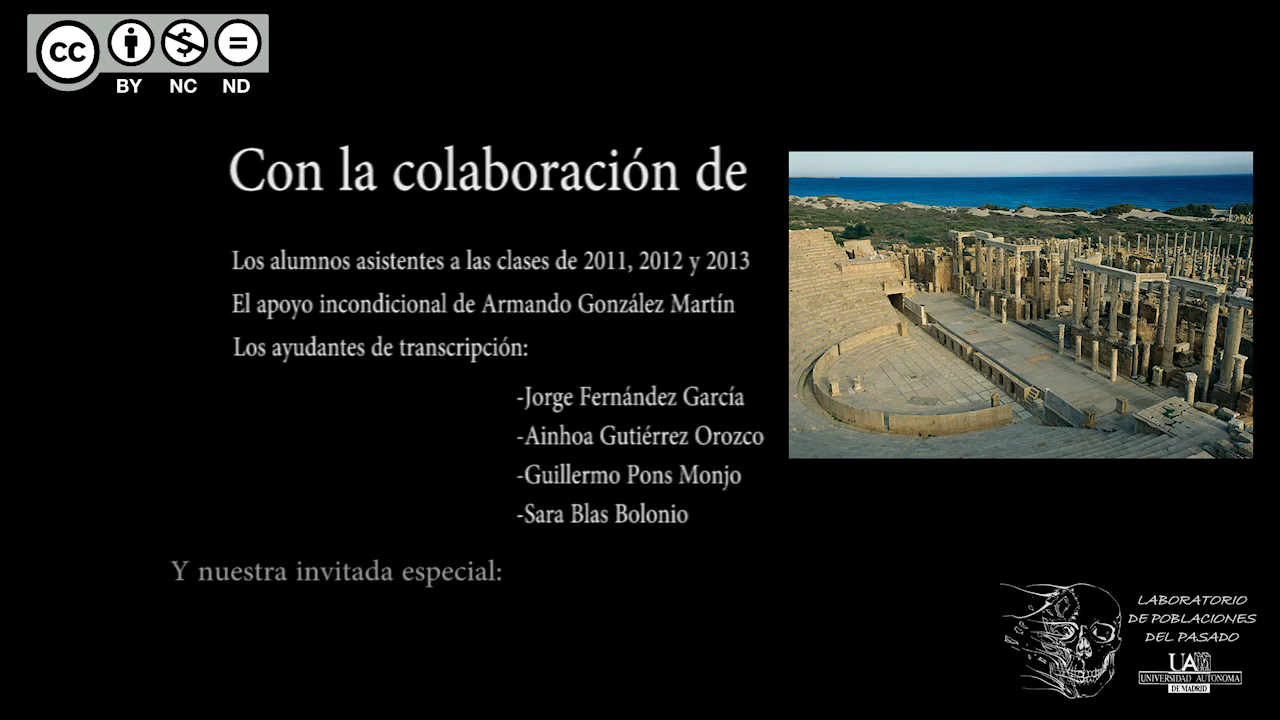 cc
BY NC ND
Con la colaboración de
Los alumnos asistentes a las clases de 2011, 2012 y 2013
El apoyo incondicional de Armando González Martín
Los ayudantes de transcripción:
-Jorge Fernández García
-Ainhoa Gutiérrez Orozco
-Guillermo Pons Monjo
-Sara Blas Bolonio
Y nuestra invitada especial:
LABORATORIO
DE POBLACIONES
DEL PASADO
UAM
UNIVERSIDAD AUTONOMA
DE MADRID